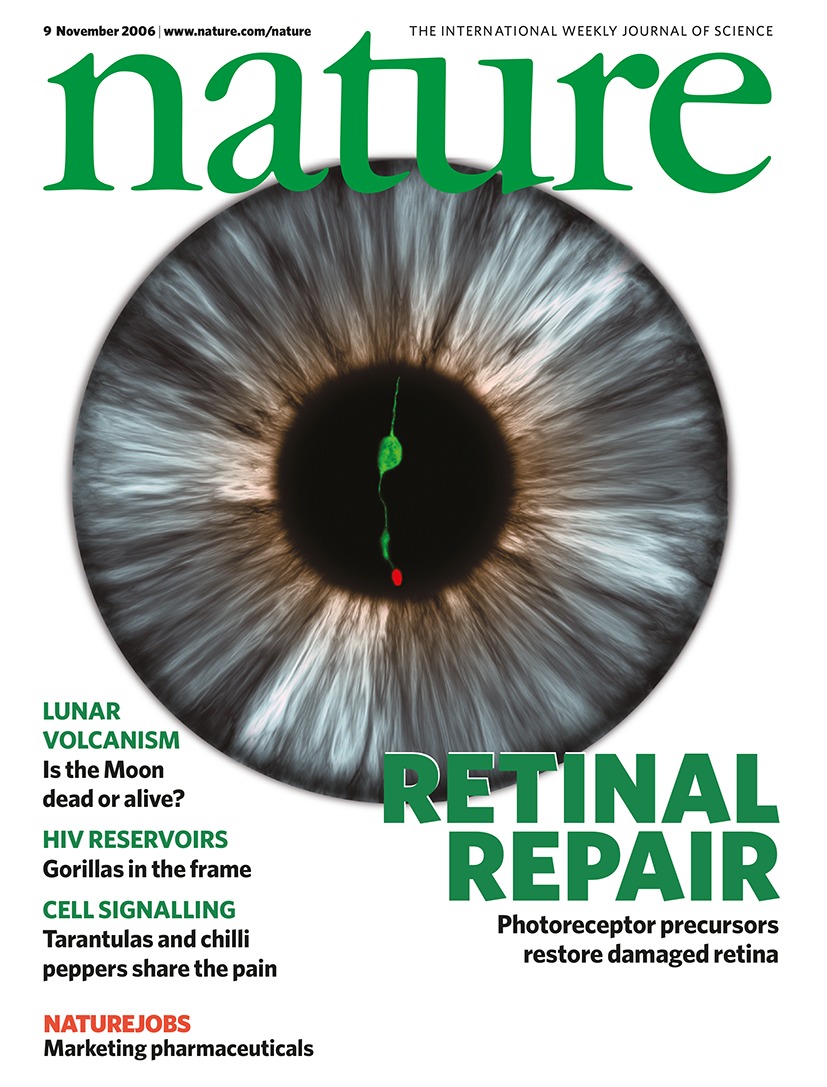 9 November 2006 | www.nature.com/nature
THE INTERNATIONAL WEEKLY JOURNAL OF SCIENCE
nature
LUNAR
VOLCANISM
Is the Moon
dead or alive?
HIV RESERVOIRS
Gorillas in the frame
CELL SIGNALLING
Tarantulas and chilli
peppers share the pain
NATUREJOBS
Marketing pharmaceuticals
RETINAL
REPAIR
Photoreceptor precursors
restore damaged retina